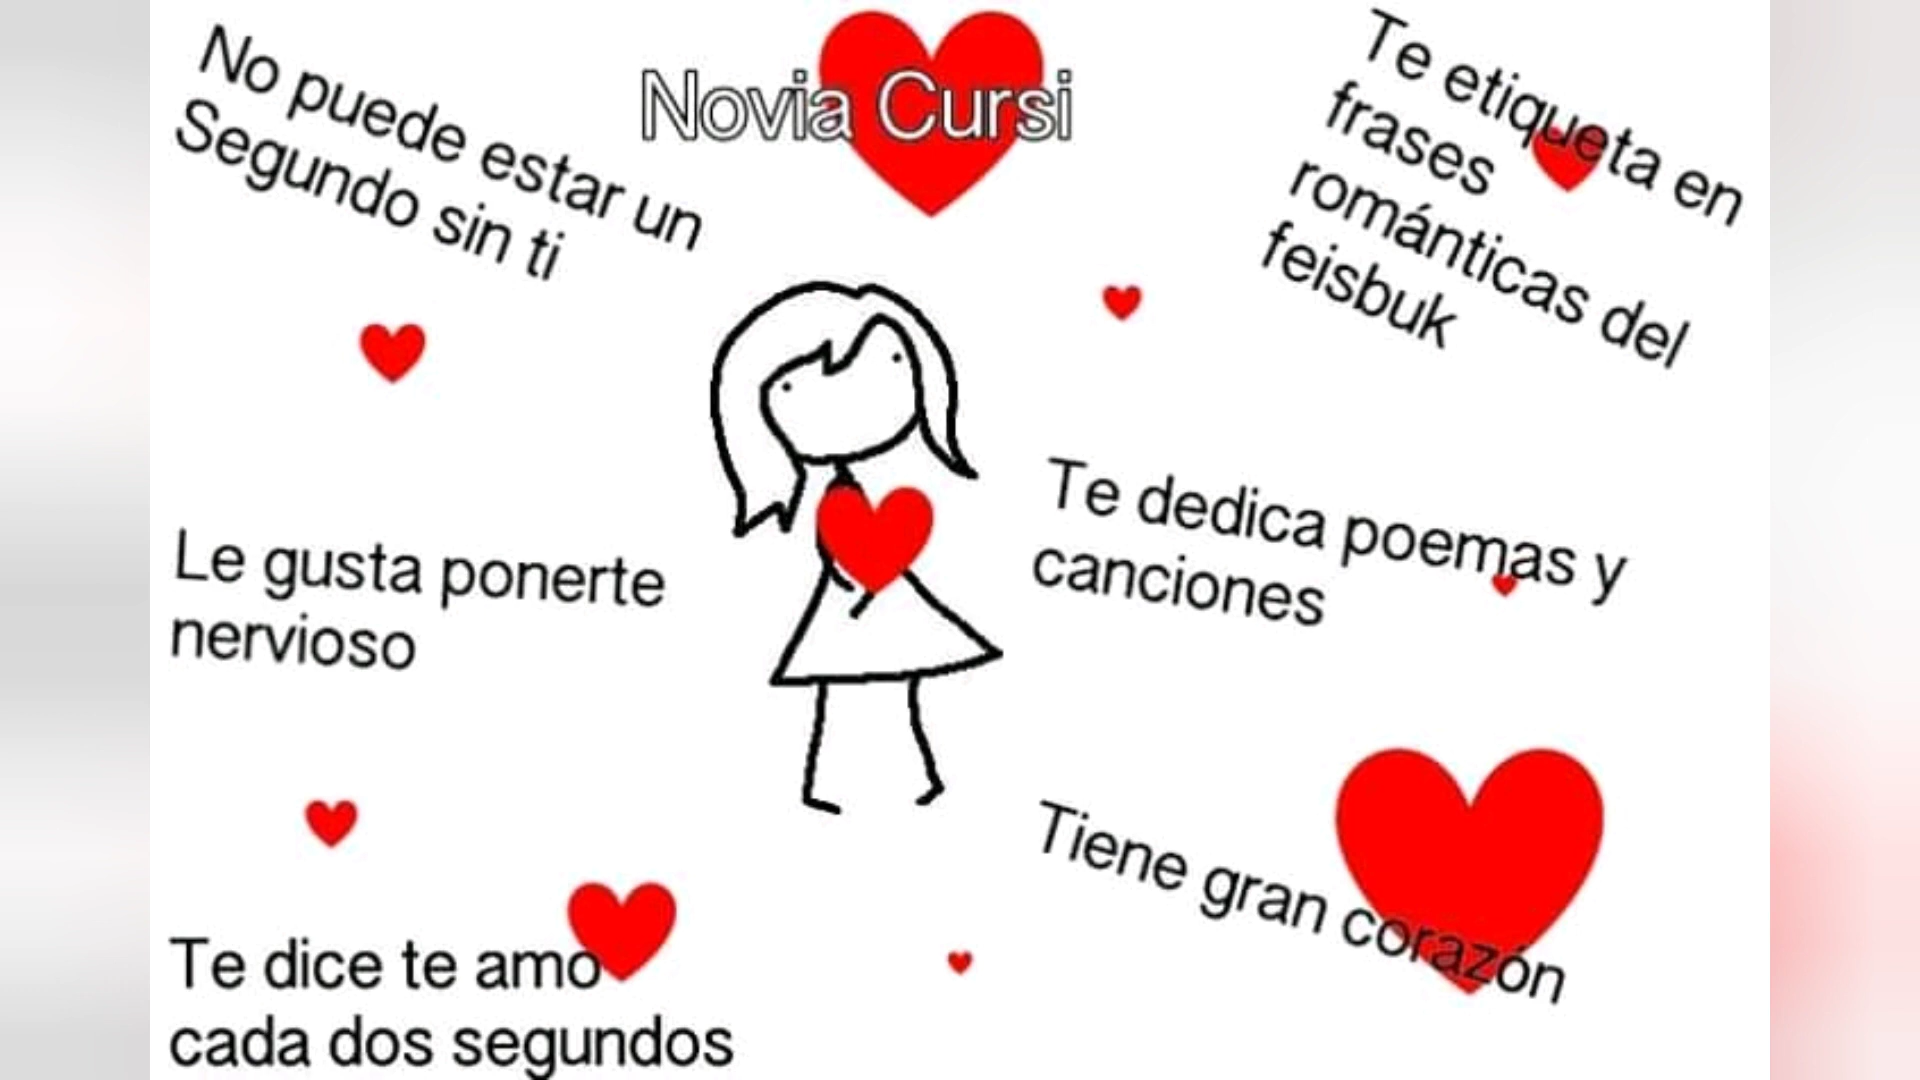 Novia Cursi
No puede estar un
Segundo sin ti
Te etiqueta en
frases
románticas del
feisbuk
Le gusta ponerte
nervioso
Te dedica poemas y
canciones
Te dice te amo
cada dos segundos
Tiene gran corazón